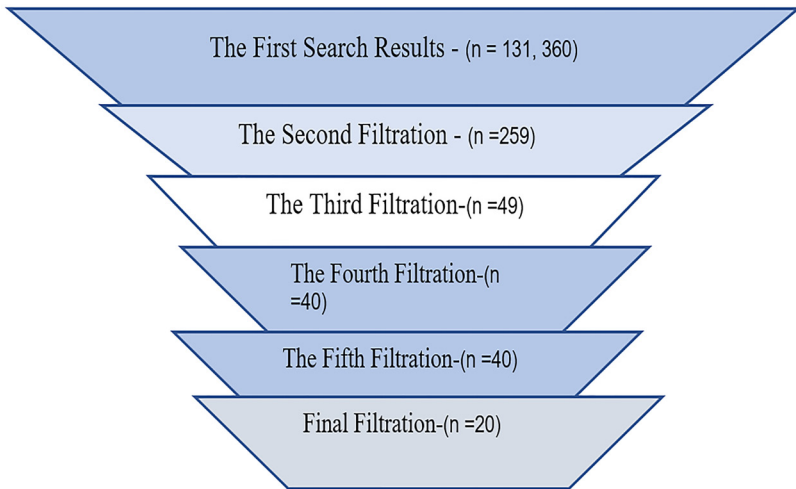 The First Search Results - (n = 131, 360)
The Second Filtration - (n =259)
The Third Filtration-(n =49)
The Fourth Filtration-(n
=40)
The Fifth Filtration-(n =40)
Final Filtration-(n =20)